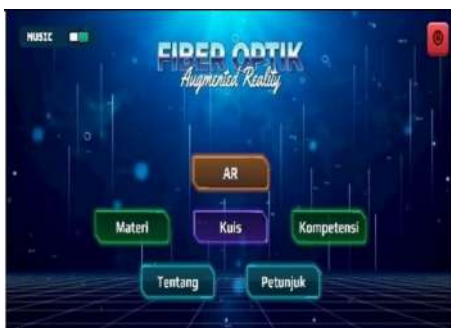 MUSIC
FIBER OPTIK
Augmented Reality
AR
Materi
Kuis
Kompetensi
Tentang
Petunjuk